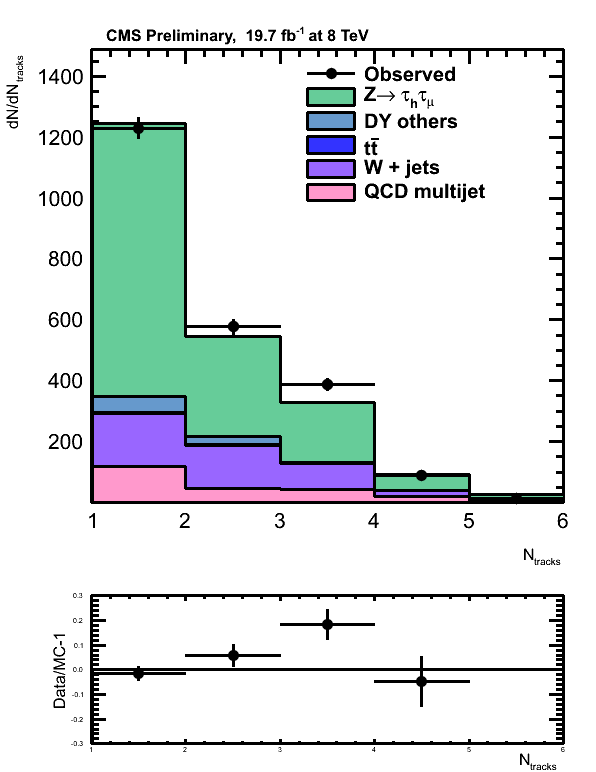 CMS Preliminary, 19.7 fb⁻¹ at 8 TeV
dN/dN_tracks
1400
1200
1000
800
600
400
200
Observed
Z→ τ_h τ_μ
DY others
tt̄
W + jets
QCD multijet
1 2 3 4 5 6
N_tracks
Data/MC-1
0.3
0.2
0.1
0.0
-0.1
-0.2
-0.3
1 2 3 4 5 6
N_tracks